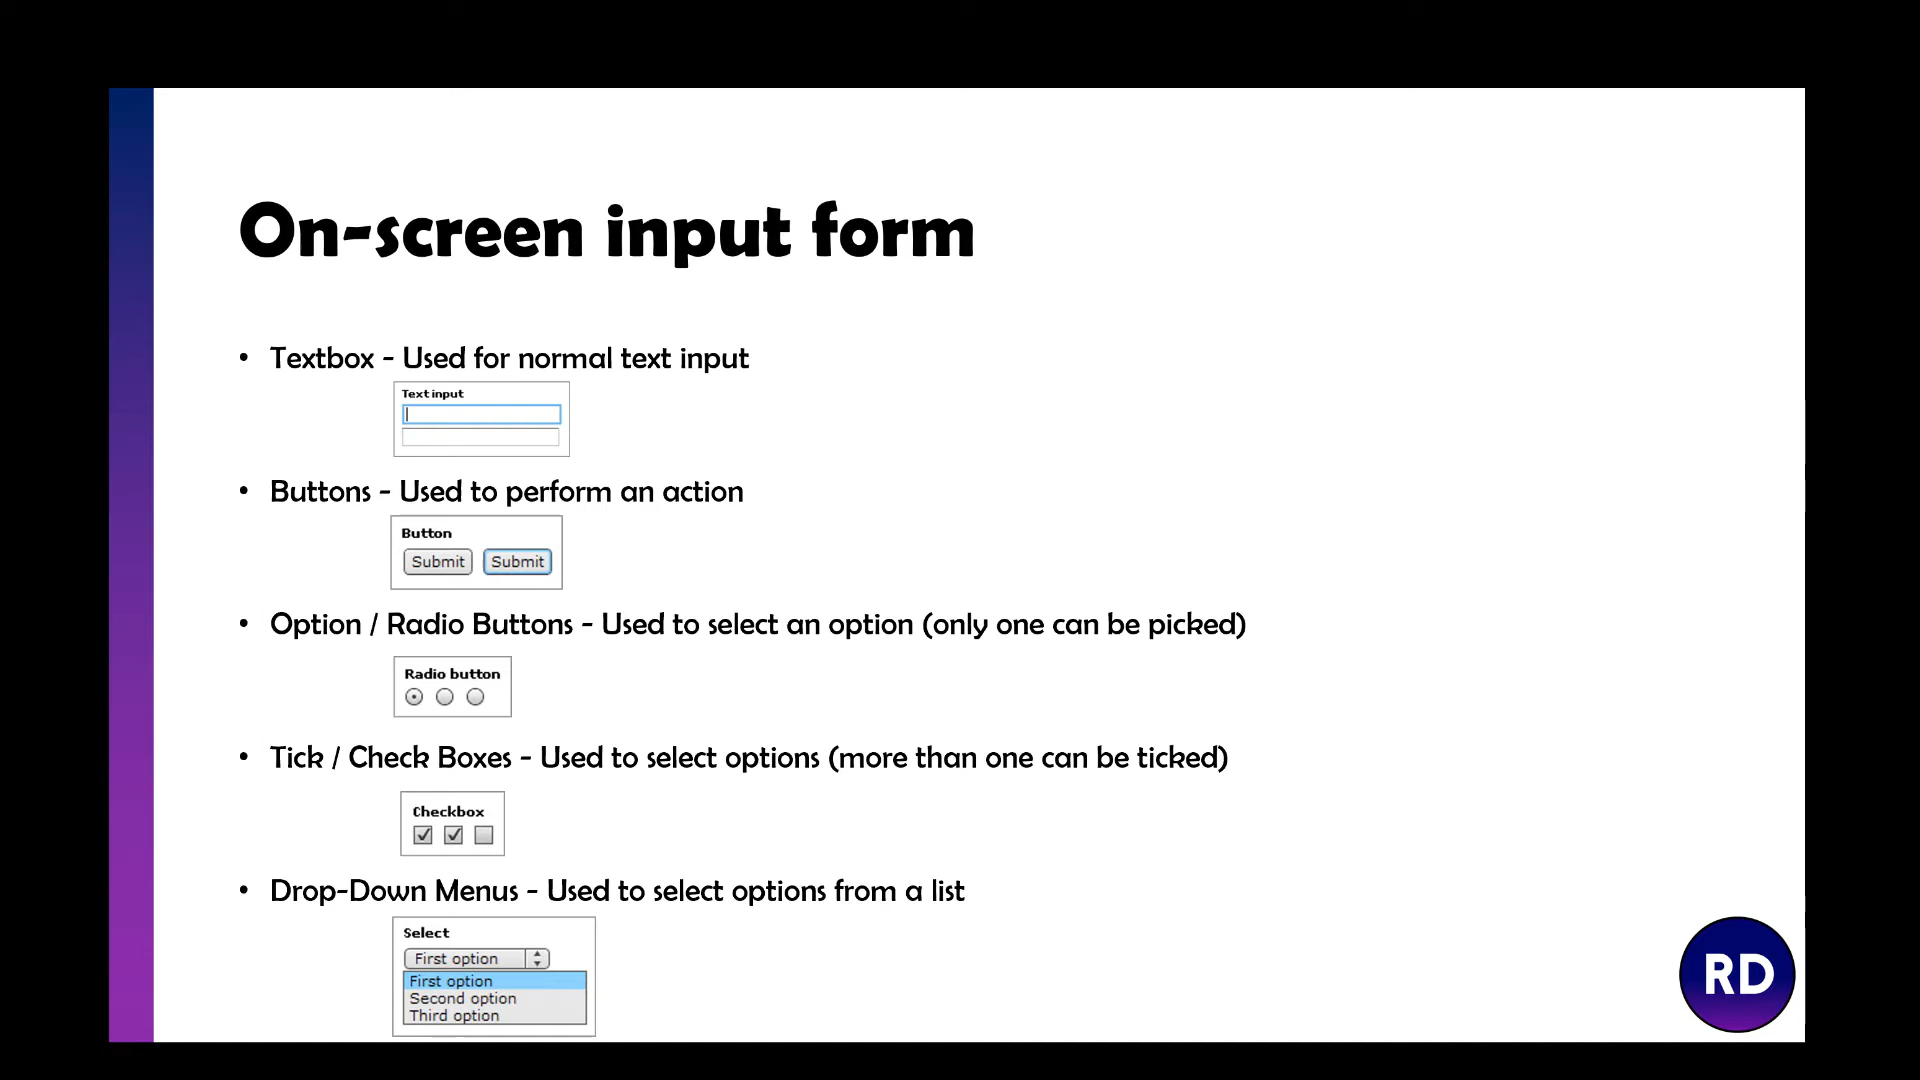 On-screen input form
• Textbox - Used for normal text input
Text input
• Buttons - Used to perform an action
Button
Submit Submit
• Option / Radio Buttons - Used to select an option (only one can be picked)
Radio button
• Tick / Check Boxes - Used to select options (more than one can be ticked)
Checkbox
• Drop-Down Menus - Used to select options from a list
Select
First option
First option
Second option
Third option
RD